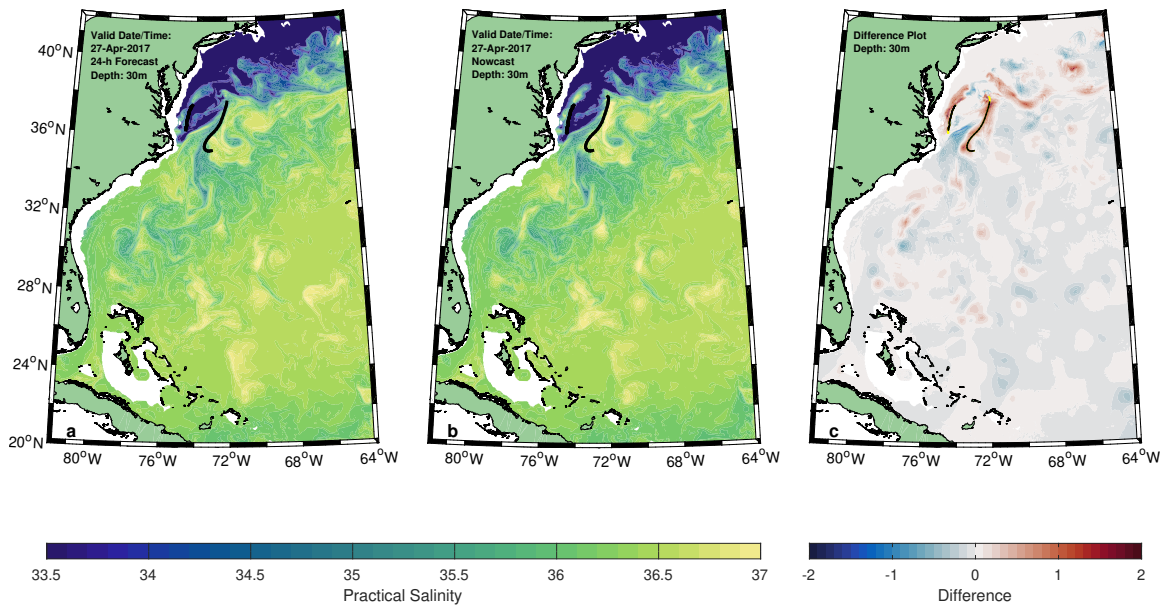 Valid Date/Time:
27-Apr-2017
24-h Forecast
Depth: 30m
Valid Date/Time:
27-Apr-2017
Nowcast
Depth: 30m
Difference Plot
Depth: 30m
40°N
36°N
32°N
28°N
24°N
20°N
a
b
c
80°W 76°W 72°W 68°W 64°W
80°W 76°W 72°W 68°W 64°W
80°W 76°W 72°W 68°W 64°W
33.5 34 34.5 35 35.5 36 36.5 37
Practical Salinity
-2 -1 0 1 2
Difference